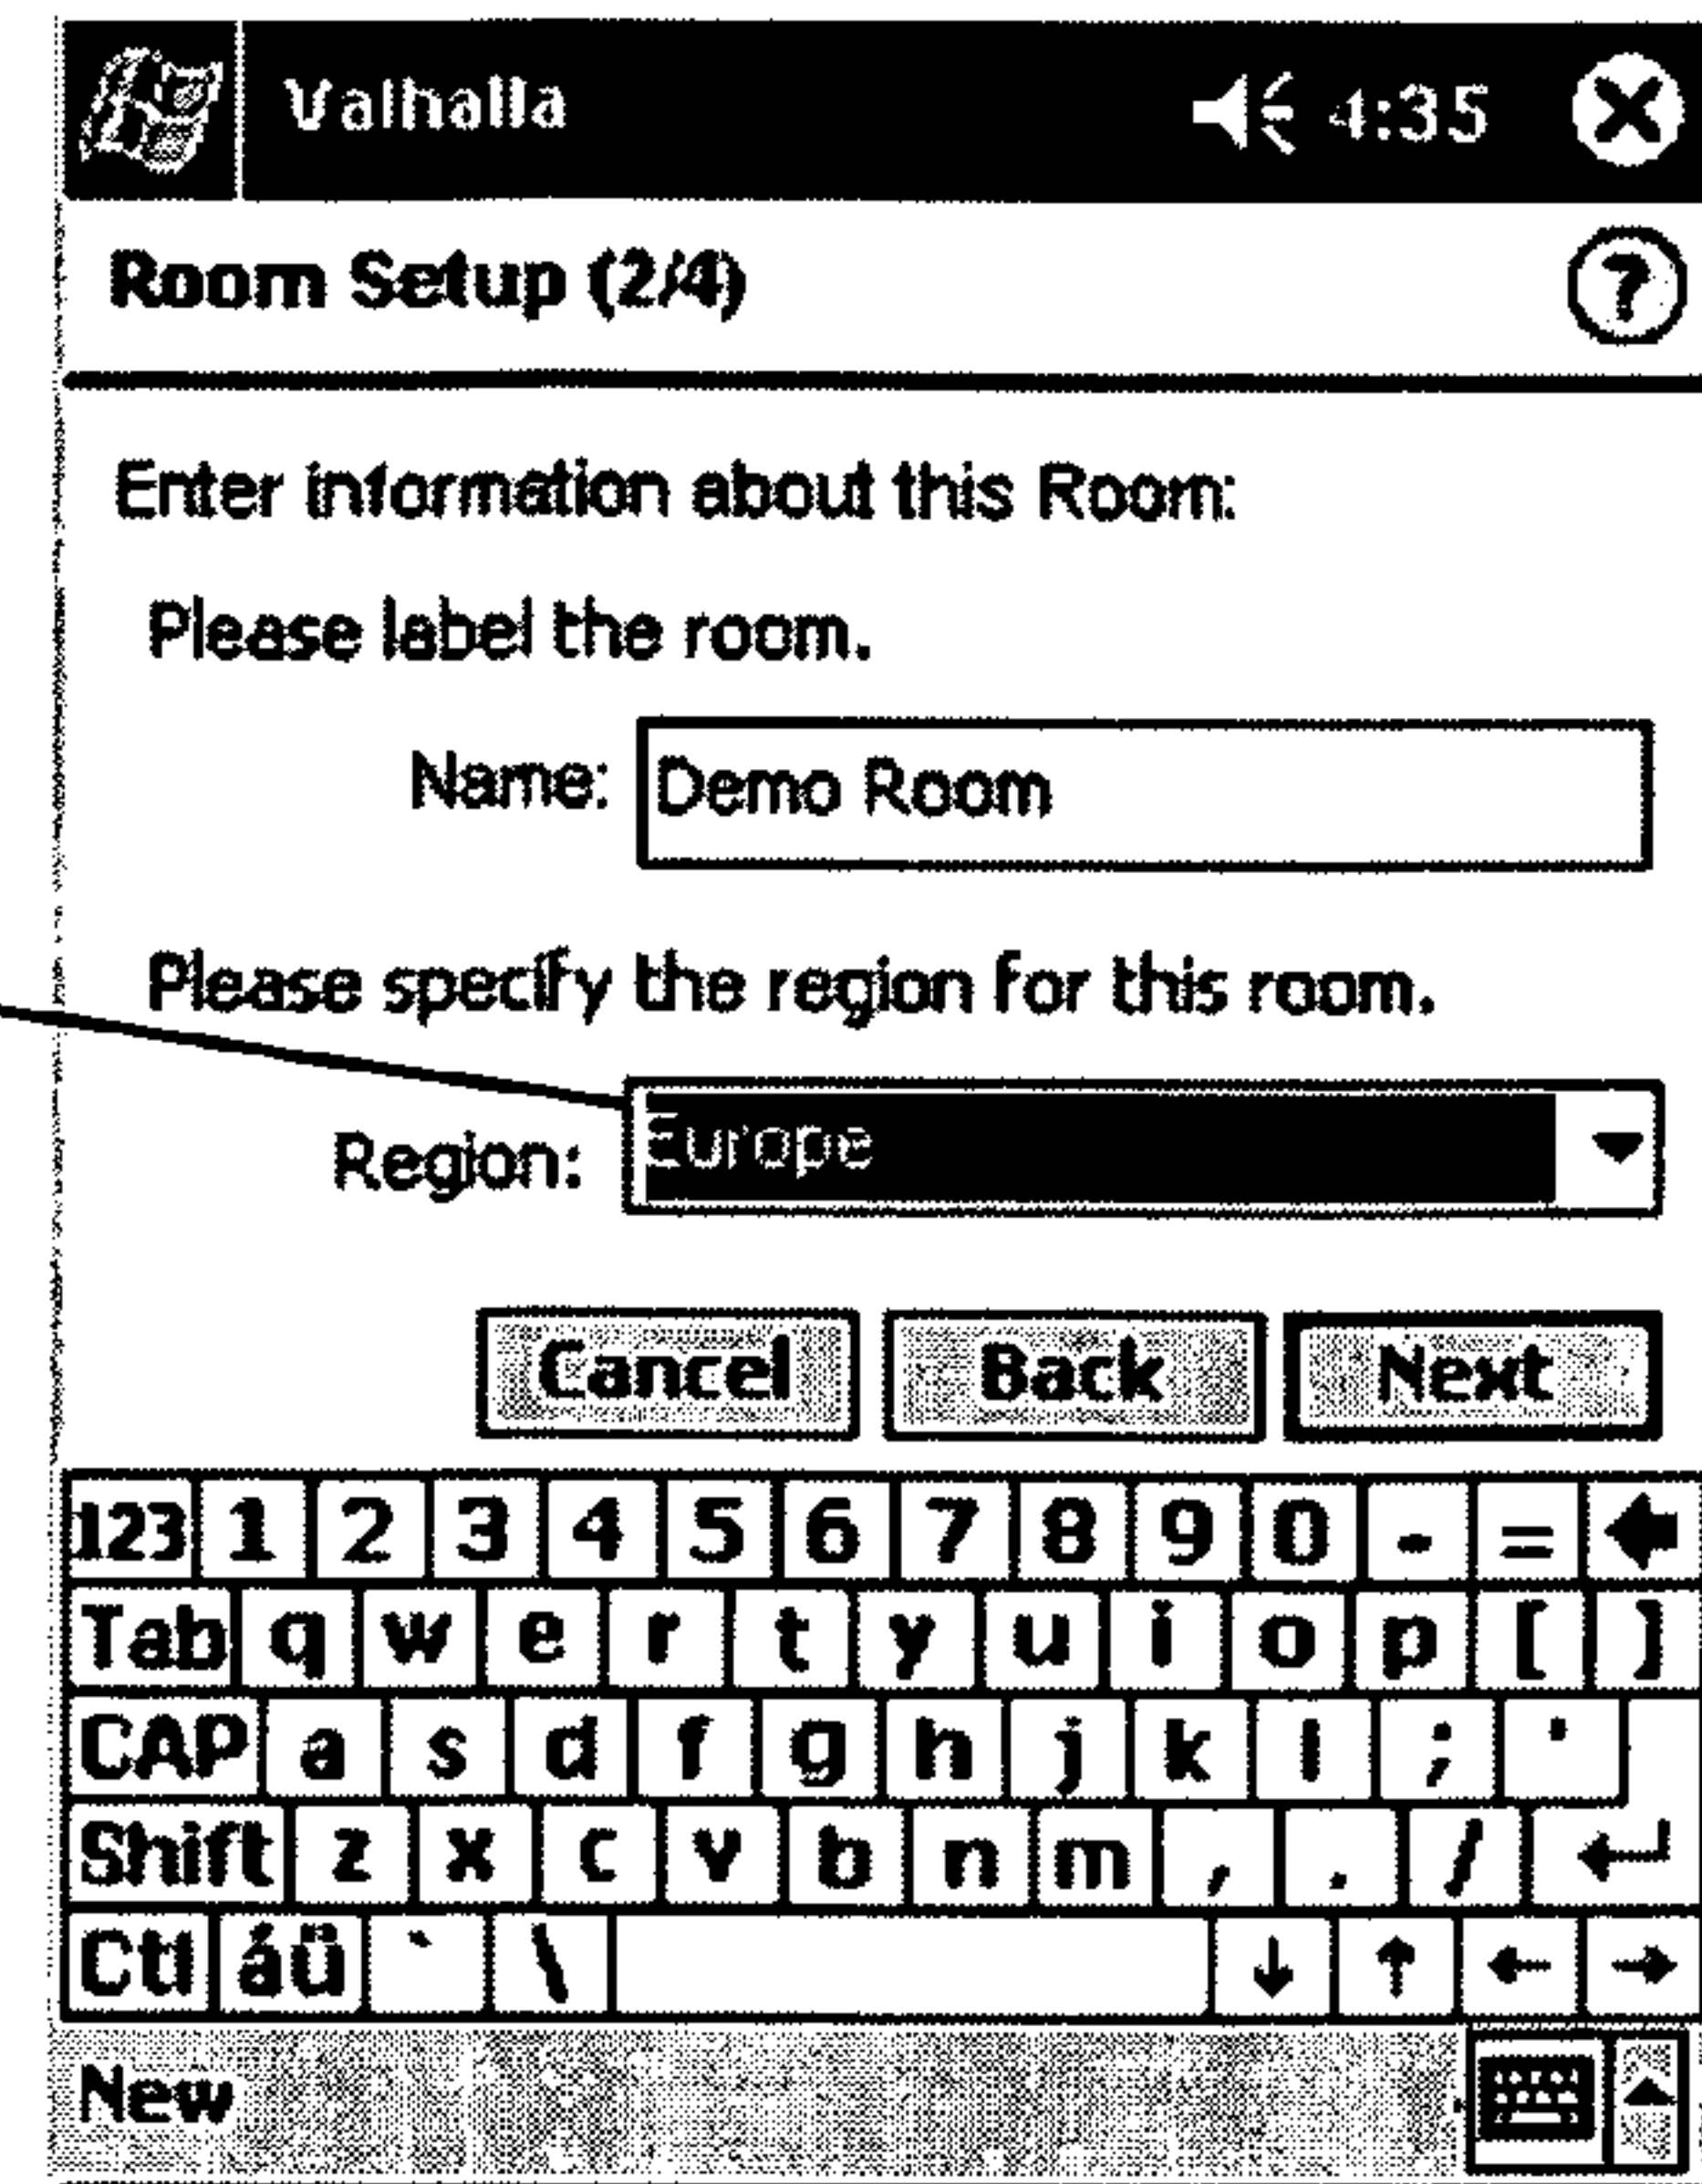 Valhalla 4:35
Room Setup (2/4) ?
Enter information about this Room:
Please label the room.
Name: Demo Room
Please specify the region for this room.
Region: Europe
Cancel Back Next
123 1 2 3 4 5 6 7 8 9 0 - =
Tab q w e r t y u i o p [ ]
CAP a s d f g h j k l ; '
Shift z x c v b n m , . /
Ctl áü ` \
New